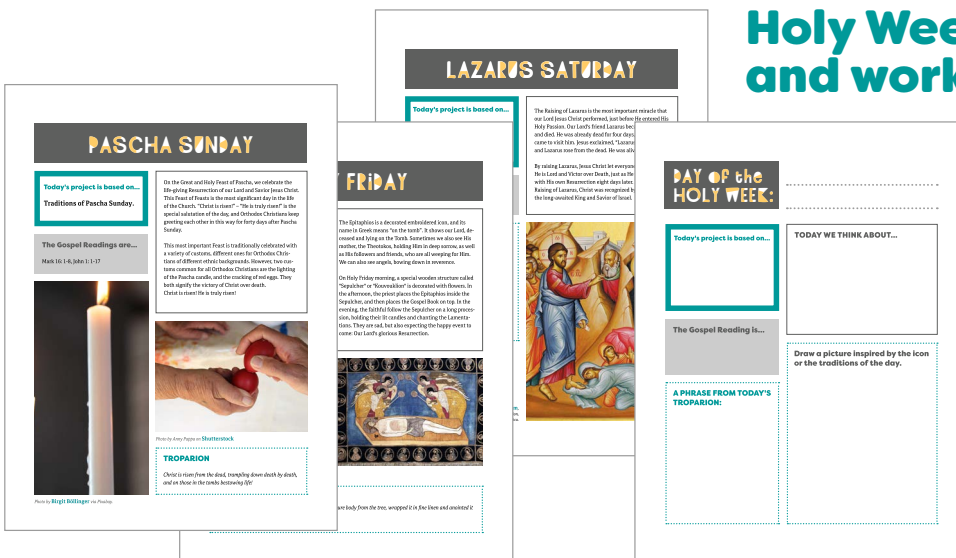 Holy Wee
and work
PASCHA SUNDAY
Today's project is based on...
Traditions of Pascha Sunday.
The Gospel Readings are...
Mark 16: 1-8, John 1: 1-17
On the Great and Holy Feast of Pascha, we celebrate the
life-giving Resurrection of our Lord and Savior Jesus Christ.
This Feast of Feasts is the most significant day in the life
of the Church. "Christ is risen!" – "He is truly risen!" is the
special salutation of the day, and Orthodox Christians keep
greeting each other in this way for forty days after Pascha
Sunday.
This most important Feast is traditionally celebrated with
a variety of customs, different ones for Orthodox Chris-
tians of different ethnic backgrounds. However, two cus-
toms common for all Orthodox Christians are the lighting
of the Pascha candle, and the cracking of red eggs. They
both signify the victory of Christ over death.
Christ is risen! He is truly risen!
Photo by Birgit Böllinger via Pixabay
Photo by Amy Pappa on Shutterstock
TROPARION
Christ is risen from the dead, trampling down death by death,
and on those in the tombs bestowing life!
FRIDAY
The Epitaphios is a decorated embroidered icon, and its
name in Greek means "on the tomb". It shows our Lord, de-
ceased and lying on the Tomb. Sometimes we also see His
mother, the Theotokos, holding Him in deep sorrow, as well
as His followers and friends, who are all weeping for Him.
We can also see angels, bowing down in reverence.
On Holy Friday morning, a special wooden structure called
"Sepulcher" or "Kouvouklion" is decorated with flowers. In
the afternoon, the priest places the Epitaphios inside the
Sepulcher, and then places the Gospel Book on top. In the
evening, the faithful follow the Sepulcher on a long proces-
sion, holding their lit candles and chanting the Lamenta-
tions. They are sad, but also expecting the happy event to
come: Our Lord's glorious Resurrection.
ure body from the tree, wrapped it in fine linen and anointed it
LAZARUS SATURDAY
Today's project is based on...
The Raising of Lazarus is the most important miracle that
our Lord Jesus Christ performed, just before He entered His
Holy Passion. Our Lord's friend Lazarus bec
and died. He was already dead for four days
came to visit him. Jesus exclaimed, "Lazaru
and Lazarus rose from the dead. He was aliv
By raising Lazarus, Jesus Christ let everyon
He is Lord and Victor over Death, just as He
with His own Resurrection eight days later.
Raising of Lazarus, Christ was recognized b
the long-awaited King and Savior of Israel.
DAY of the
HOLY WEEK:
Today's project is based on...
The Gospel Reading is...
A PHRASE FROM TODAY'S
TROPARION:
TODAY WE THINK ABOUT...
Draw a picture inspired by the icon
or the traditions of the day.